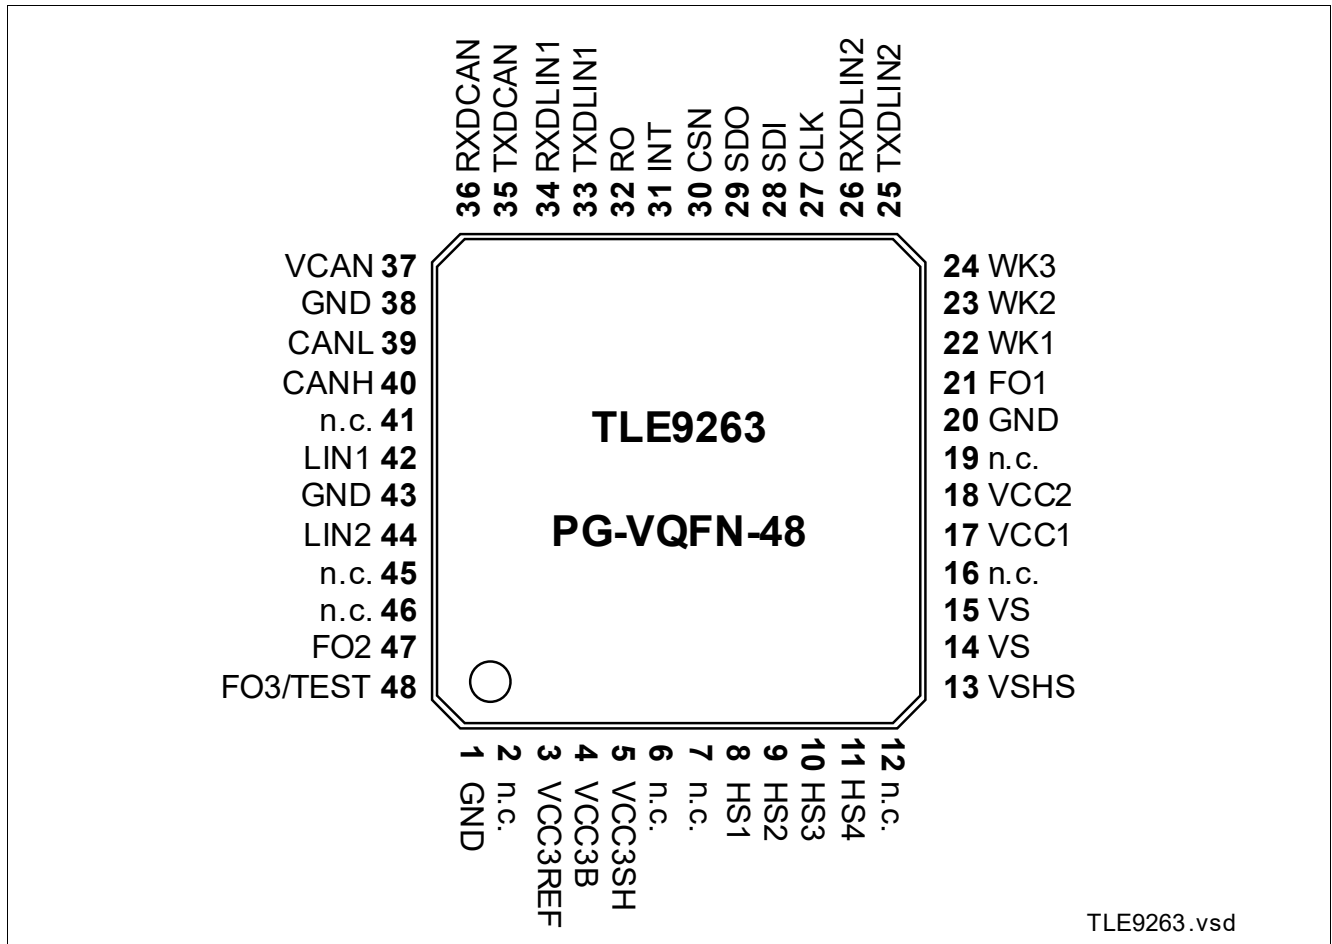 36 RXDCAN
35 TXDCAN
34 RXDLIN1
33 TXDLIN1
32 RO
31 INT
30 CSN
29 SDO
28 SDI
27 CLK
26 RXDLIN2
25 TXDLIN2
VCAN 37
GND 38
CANL 39
CANH 40
n.c. 41
LIN1 42
GND 43
LIN2 44
n.c. 45
n.c. 46
FO2 47
FO3/TEST 48
TLE9263
PG-VQFN-48
24 WK3
23 WK2
22 WK1
21 FO1
20 GND
19 n.c.
18 VCC2
17 VCC1
16 n.c.
15 VS
14 VS
13 VSHS
1 GND
2 n.c.
3 VCC3REF
4 VCC3B
5 VCC3SH
6 n.c.
7 n.c.
8 HS1
9 HS2
10 HS3
11 HS4
12 n.c.
TLE9263.vsd